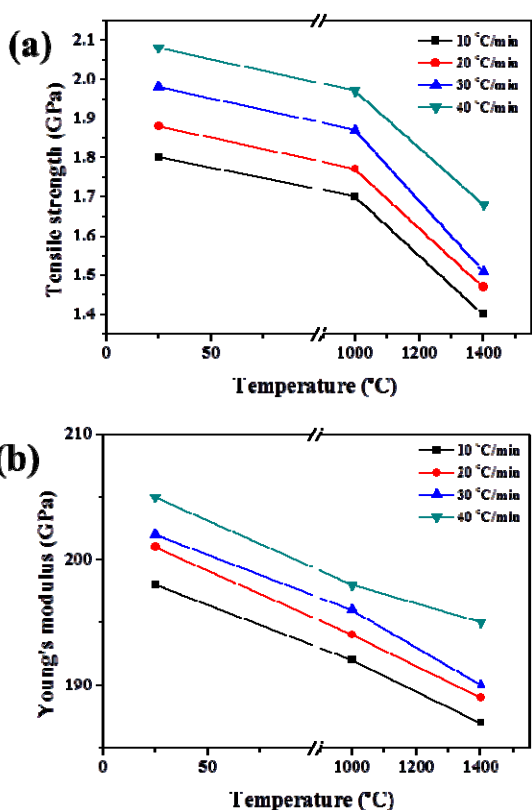 (a)
10 °C/min
20 °C/min
30 °C/min
40 °C/min
Tensile strength (GPa)
2.1
2.0
1.9
1.8
1.7
1.6
1.5
1.4
0 50 1000 1200 1400
Temperature (°C)
(b)
10 °C/min
20 °C/min
30 °C/min
40 °C/min
Young's modulus (GPa)
210
200
190
0 50 1000 1200 1400
Temperature (°C)